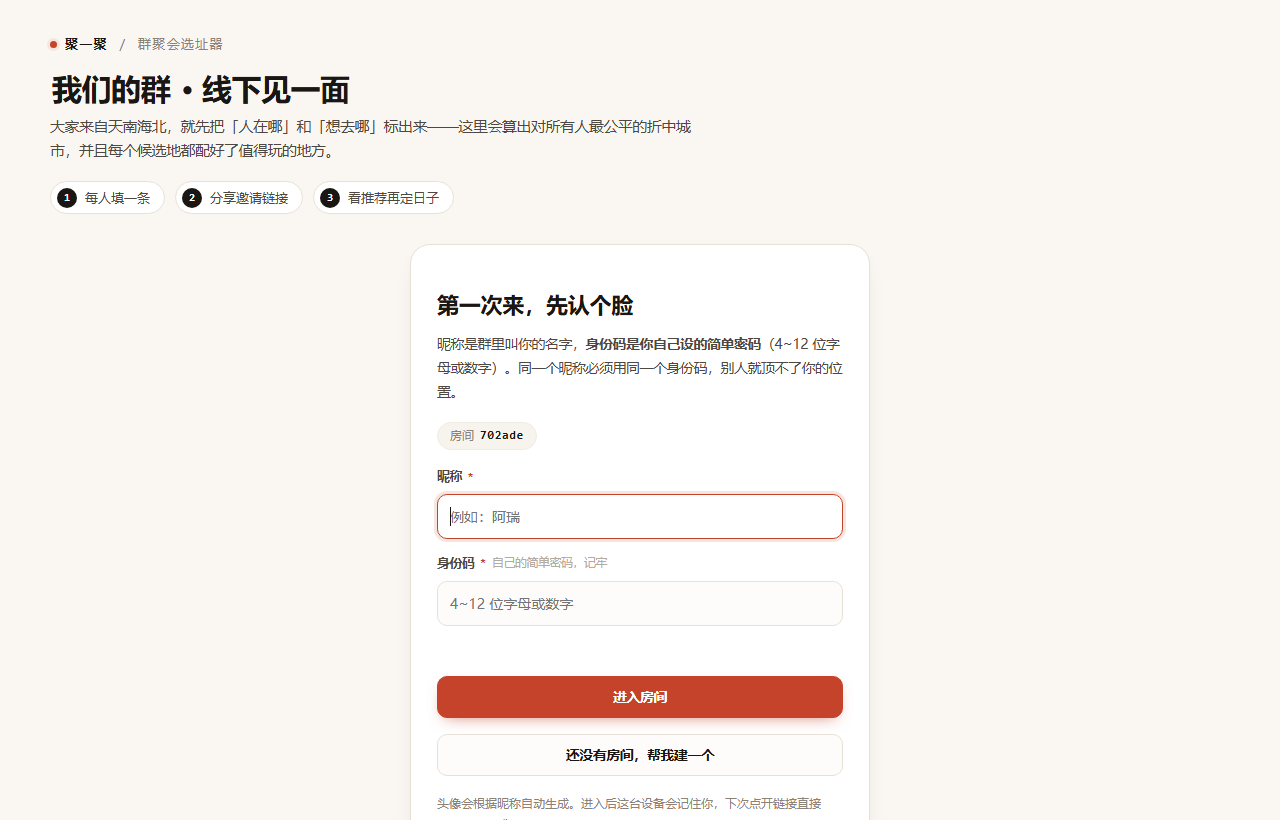 聚一聚 / 群聚会选址器
我们的群·线下见一面
大家来自天南海北，就先把「人在哪」和「想去哪」标出来——这里会算出对所有人最公平的折中城
市，并且每个候选地都配好了值得玩的地方。
1 每人填一条 2 分享邀请链接 3 看推荐再定日子
第一次来，先认个脸
昵称是群里叫你的名字，身份码是你自己设的简单密码（4~12 位字
母或数字）。同一个昵称必须用同一个身份码，别人就顶不了你的位
置。
房间 702ade
昵称 *
例如：阿瑞
身份码 * 自己的简单密码，记牢
4~12 位字母或数字
进入房间
还没有房间，帮我建一个
头像会根据昵称自动生成。进入后这台设备会记住你，下次点开链接直接